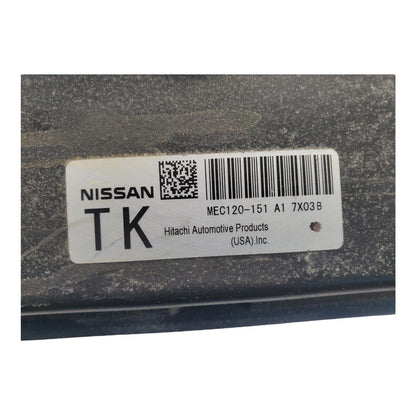 NISSAN
TK
MEC120-151 A1 7X03B
Hitachi Automotive Products
(USA).Inc.